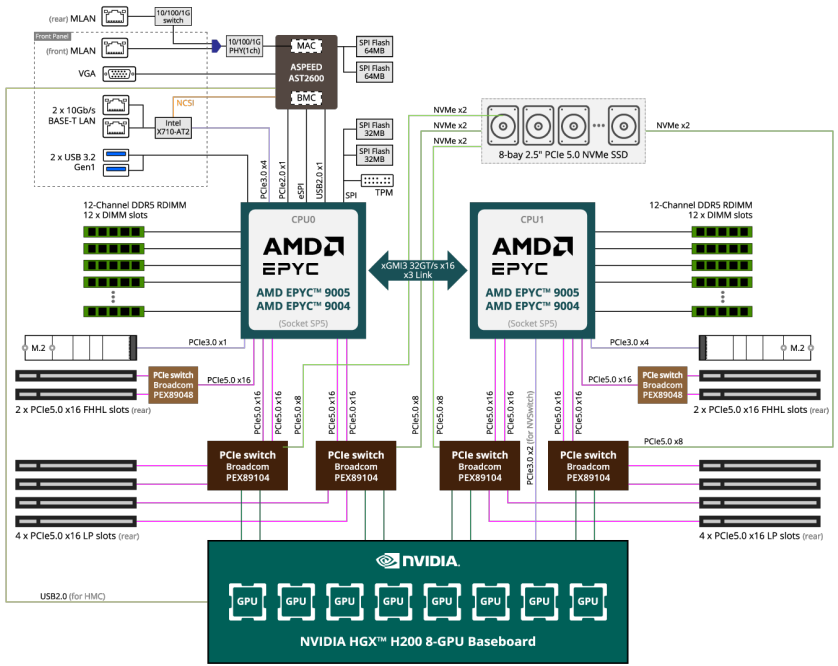 (rear) MLAN
10/100/1G
switch
Front Panel
(front) MLAN
10/100/1G
PHY(1ch)
MAC
ASPEED
AST2600
BMC
SPI Flash
64MB
SPI Flash
64MB
VGA
NCSI
2 x 10Gb/s
BASE-T LAN
Intel
X710-AT2
2 x USB 3.2
Gen1
SPI Flash
32MB
SPI Flash
32MB
TPM
SPI
PCIe3.0 x4
PCIe2.0 x1
eSPI
USB2.0 x1
NVMe x2
NVMe x2
NVMe x2
NVMe x2
8-bay 2.5" PCIe 5.0 NVMe SSD
12-Channel DDR5 RDIMM
12 x DIMM slots
CPU0
AMD
EPYC
AMD EPYC™ 9005
AMD EPYC™ 9004
(Socket SP5)
xGMI3 32GT/s x16
x3 Link
CPU1
AMD
EPYC
AMD EPYC™ 9005
AMD EPYC™ 9004
(Socket SP5)
12-Channel DDR5 RDIMM
12 x DIMM slots
M.2
PCIe3.0 x1
PCIe3.0 x4
M.2
PCIe switch
Broadcom
PEX89048
PCIe5.0 x16
2 x PCIe5.0 x16 FHHL slots (rear)
PCIe5.0 x16
PCIe switch
Broadcom
PEX89048
2 x PCIe5.0 x16 FHHL slots (rear)
PCIe5.0 x16
PCIe5.0 x16
PCIe5.0 x8
PCIe5.0 x16
PCIe5.0 x16
PCIe5.0 x8
PCIe5.0 x8
PCIe5.0 x16
PCIe5.0 x16
PCIe3.0 x2 (for NVSwitch)
PCIe5.0 x16
PCIe5.0 x16
PCIe5.0 x8
PCIe switch
Broadcom
PEX89104
PCIe switch
Broadcom
PEX89104
PCIe switch
Broadcom
PEX89104
PCIe switch
Broadcom
PEX89104
4 x PCIe5.0 x16 LP slots (rear)
4 x PCIe5.0 x16 LP slots (rear)
USB2.0 (for HMC)
NVIDIA.
GPU GPU GPU GPU GPU GPU GPU GPU
NVIDIA HGX™ H200 8-GPU Baseboard